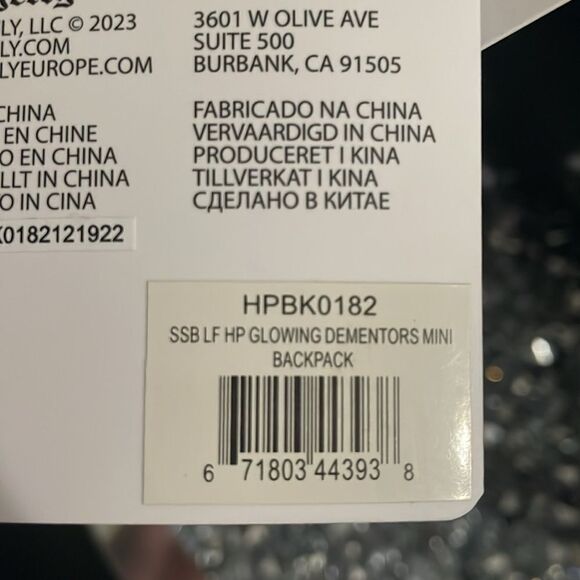 LY, LLC © 2023
LY.COM
LYEUROPE.COM
3601 W OLIVE AVE
SUITE 500
BURBANK, CA 91505
CHINA
EN CHINE
O EN CHINA
LLT IN CHINA
O IN CINA
FABRICADO NA CHINA
VERVAARDIGD IN CHINA
PRODUCERET I KINA
TILLVERKAT I KINA
СДЕЛАНО В КИТАЕ
0182121922
HPBK0182
SSB LF HP GLOWING DEMENTORS MINI
BACKPACK
6 71803 44393 8